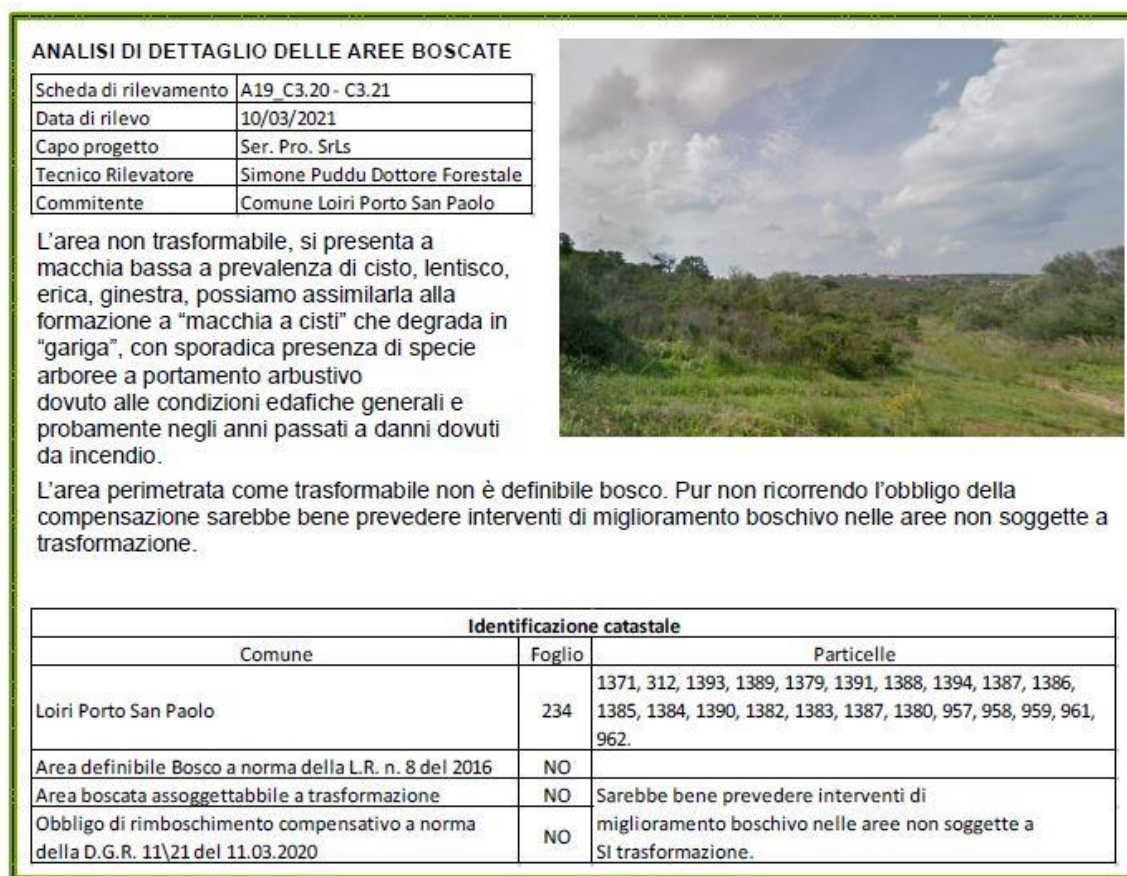 ANALISI DI DETTAGLIO DELLE AREE BOSCATE
Scheda di rilevamento A19_C3.20 - C3.21
Data di rilevo 10/03/2021
Capo progetto Ser. Pro. SrLs
Tecnico Rilevatore Simone Puddu Dottore Forestale
Commitente Comune Loiri Porto San Paolo
L'area non trasformabile, si presenta a
macchia bassa a prevalenza di cisto, lentisco,
erica, ginestra, possiamo assimilarla alla
formazione a “macchia a cisti” che degrada in
“gariga”, con sporadica presenza di specie
arboree a portamento arbustivo
dovuto alle condizioni edafiche generali e
probamente negli anni passati a danni dovuti
da incendio.
L'area perimetrata come trasformabile non è definibile bosco. Pur non ricorrendo l'obbligo della
compensazione sarebbe bene prevedere interventi di miglioramento boschivo nelle aree non soggette a
trasformazione.
Identificazione catastale
Comune Foglio Particelle
Loiri Porto San Paolo 234 1371, 312, 1393, 1389, 1379, 1391, 1388, 1394, 1387, 1386,
1385, 1384, 1390, 1382, 1383, 1387, 1380, 957, 958, 959, 961,
962.
Area definibile Bosco a norma della L.R. n. 8 del 2016 NO
Area boscata assoggettabbile a trasformazione NO Sarebbe bene prevedere interventi di
Obbligo di rimboschimento compensativo a norma NO miglioramento boschivo nelle aree non soggette a
della D.G.R. 11\21 del 11.03.2020 SI trasformazione.